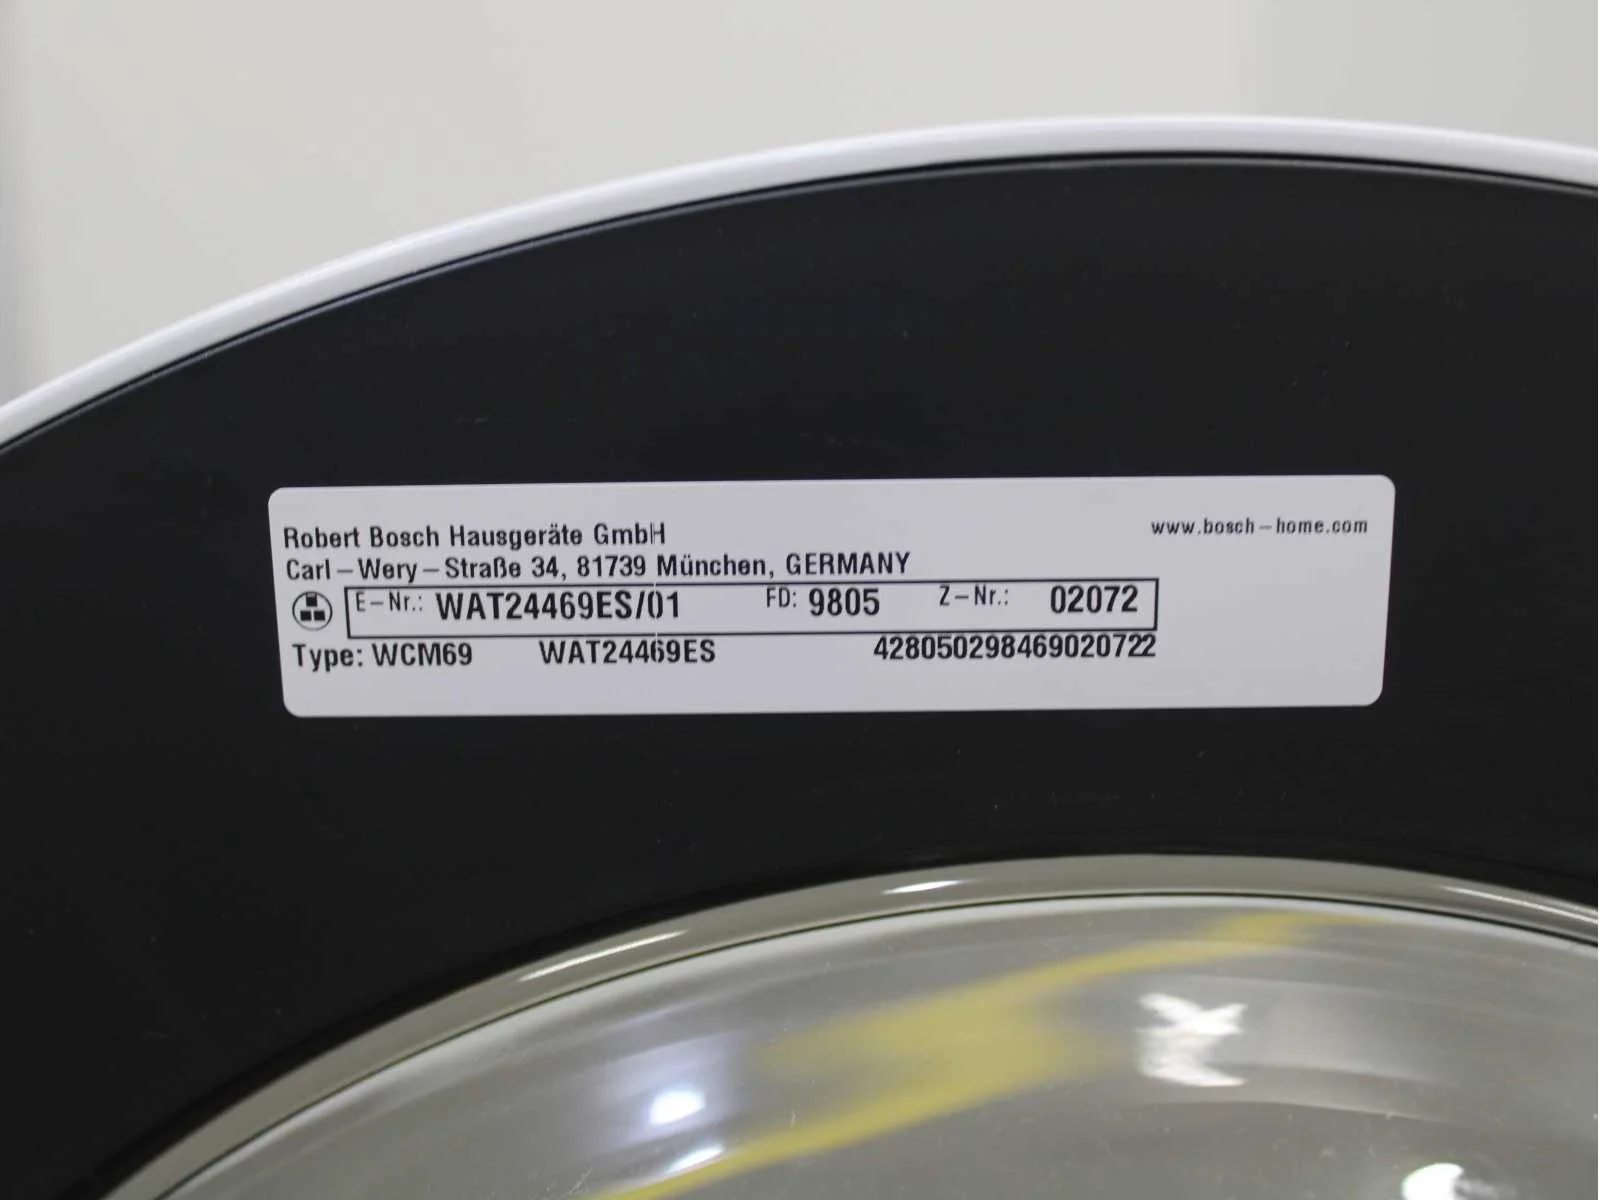 Robert Bosch Hausgeräte GmbH
www.bosch-home.com
Carl-Wery-Straße 34, 81739 München, GERMANY
E-Nr.: WAT24469ES/01 FD: 9805 Z-Nr.: 02072
Type: WCM69 WAT24469ES 428050298469020722